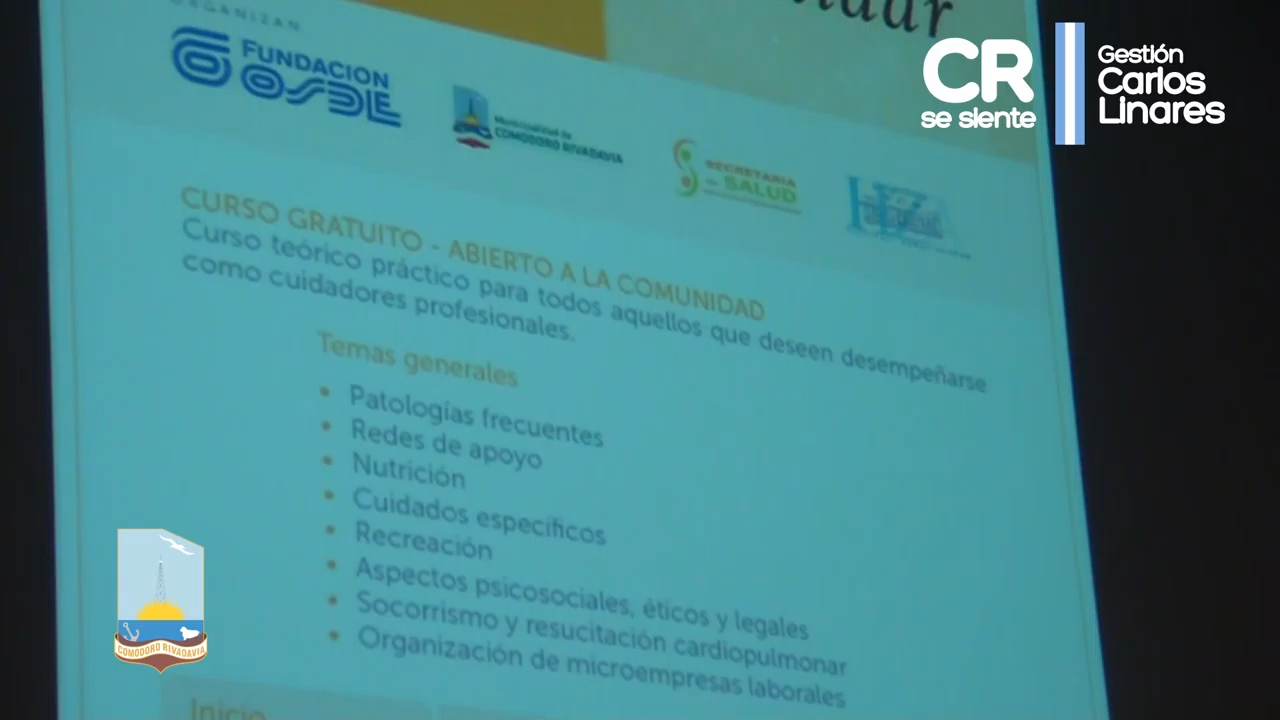 ORGANIZAN
FUNDACION
Municipalidad de
COMODORO RIVADAVIA
SECRETARIA
de SALUD
CR
se siente
Gestión
Carlos
Linares
CURSO GRATUITO - ABIERTO A LA COMUNIDAD
Curso teórico práctico para todos aquellos que deseen desempeñarse
como cuidadores profesionales.
Temas generales
• Patologías frecuentes
• Redes de apoyo
• Nutrición
• Cuidados específicos
• Recreación
• Aspectos psicosociales, éticos y legales
• Socorrismo y resucitación cardiopulmonar
• Organización de microempresas laborales
Inicio
COMODORO RIVADAVIA